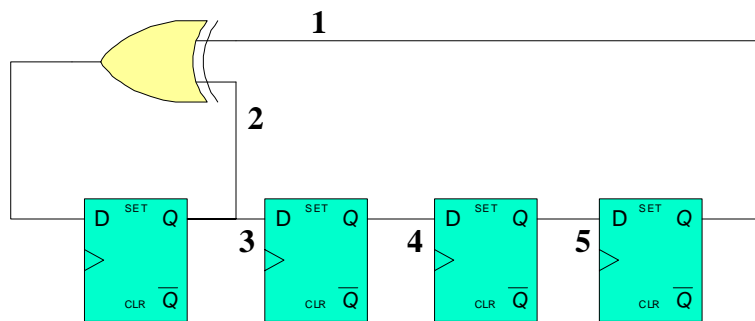 1
2
D SET Q D SET Q D SET Q D SET Q
3 4 5
CLR Q CLR Q CLR Q CLR Q